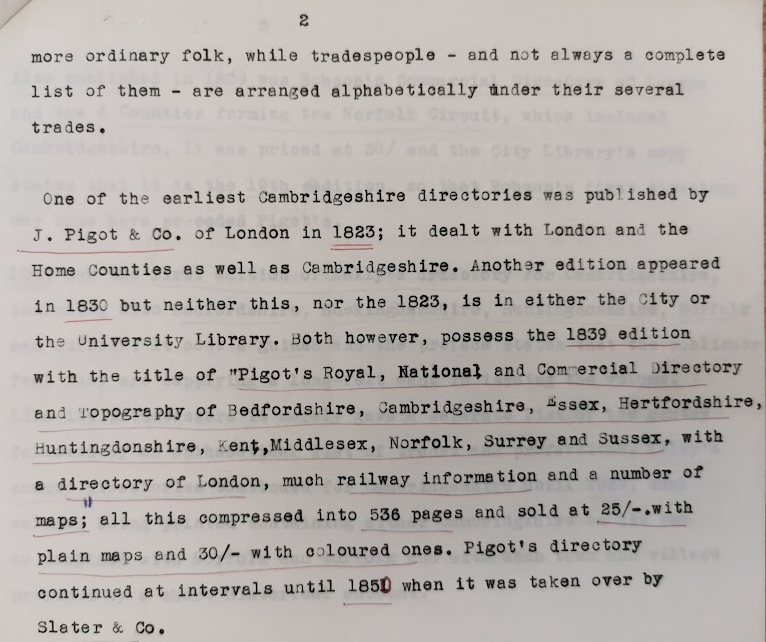 2
more ordinary folk, while tradespeople - and not always a complete
list of them - are arranged alphabetically under their several
trades.
One of the earliest Cambridgeshire directories was published by
J. Pigot & Co. of London in 1823; it dealt with London and the
Home Counties as well as Cambridgeshire. Another edition appeared
in 1830 but neither this, nor the 1823, is in either the City or
the University Library. Both however, possess the 1839 edition
with the title of "Pigot's Royal, National and Commercial Directory
and Topography of Bedfordshire, Cambridgeshire, Essex, Hertfordshire,
Huntingdonshire, Kent,Middlesex, Norfolk, Surrey and Sussex, with
a directory of London, much railway information and a number of
maps;" all this compressed into 536 pages and sold at 25/-.with
plain maps and 30/- with coloured ones. Pigot's directory
continued at intervals until 1850 when it was taken over by
Slater & Co.